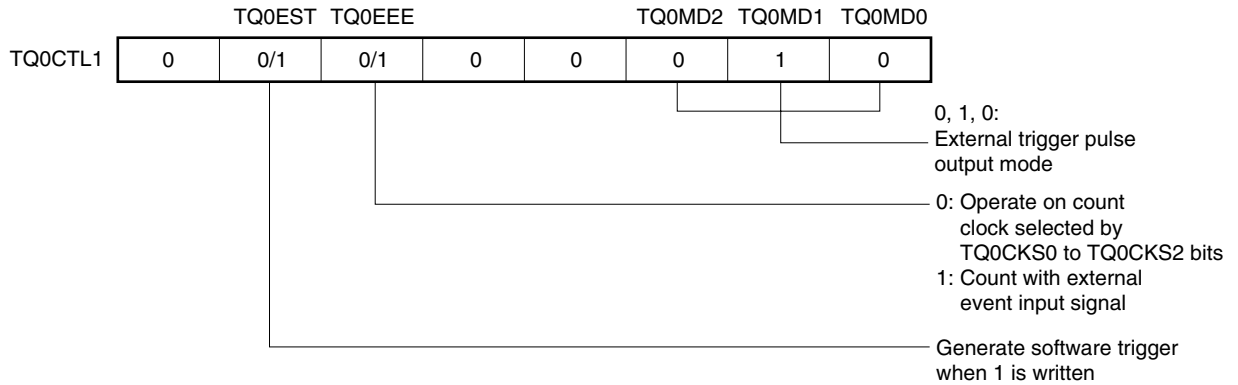 TQ0EST TQ0EEE TQ0MD2 TQ0MD1 TQ0MD0
TQ0CTL1 0 0/1 0/1 0 0 0 1 0
0, 1, 0:
External trigger pulse
output mode
0: Operate on count
clock selected by
TQ0CKS0 to TQ0CKS2 bits
1: Count with external
event input signal
Generate software trigger
when 1 is written